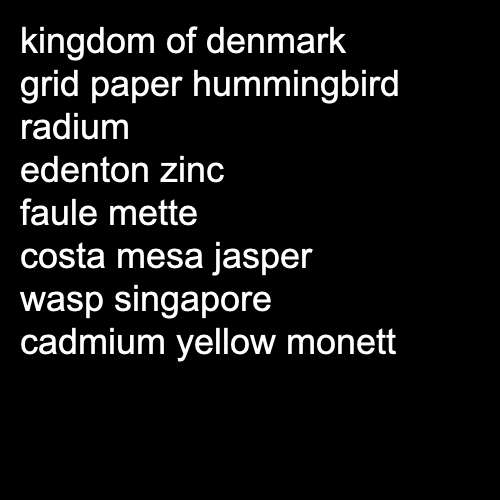 kingdom of denmark
grid paper hummingbird
radium
edenton zinc
faule mette
costa mesa jasper
wasp singapore
cadmium yellow monett